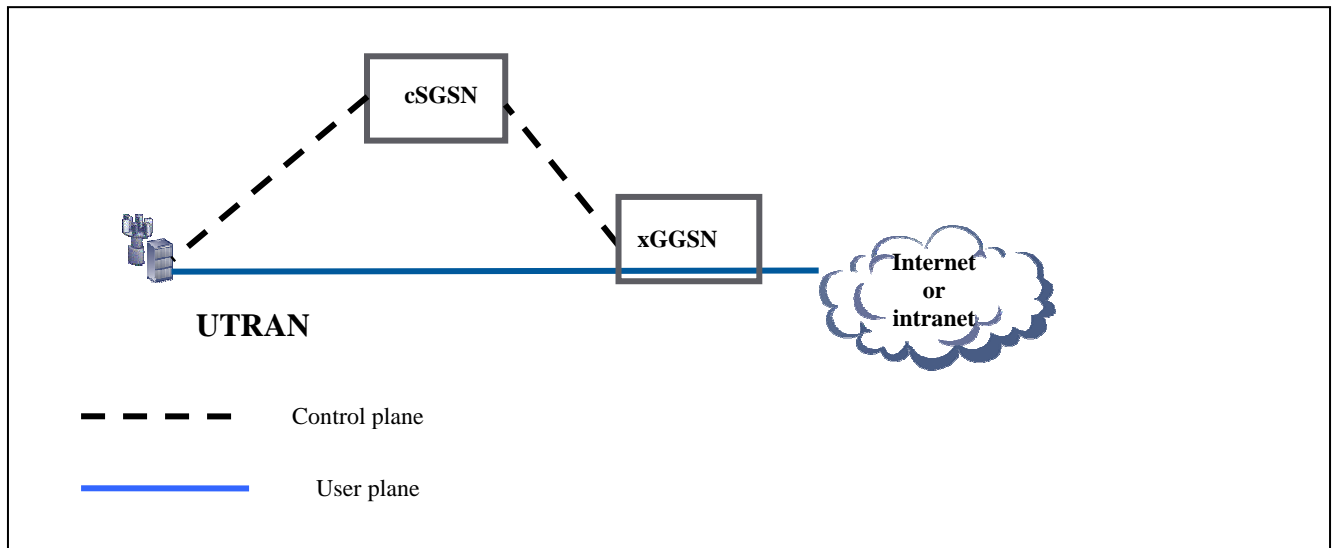 cSGSN
xGGSN
Internet
or
intranet
UTRAN
Control plane
User plane